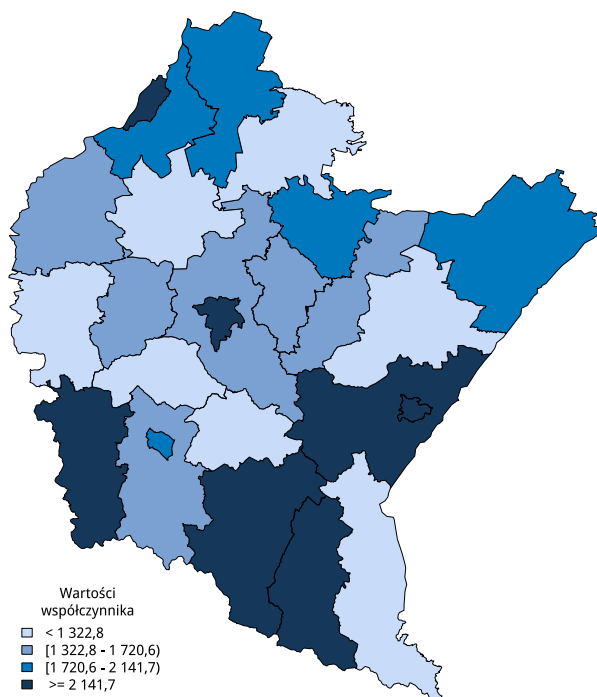 Wartości
współczynnika
< 1 322,8
[1 322,8 - 1 720,6)
[1 720,6 - 2 141,7)
>= 2 141,7